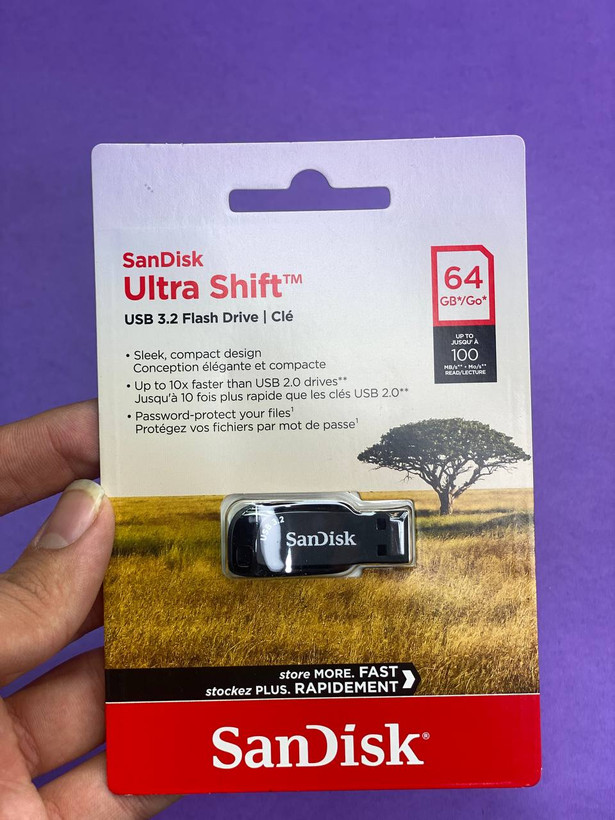 SanDisk
Ultra Shift™
USB 3.2 Flash Drive | Clé
64
GB*/Go*
UP TO
JUSQU' À
100
MB/s** • Mo/s**
READ/LECTURE
• Sleek, compact design
Conception élégante et compacte
• Up to 10x faster than USB 2.0 drives**
Jusqu'à 10 fois plus rapide que les clés USB 2.0**
• Password-protect your files¹
Protégez vos fichiers par mot de passe¹
SanDisk
store MORE. FAST
stockez PLUS. RAPIDEMENT
SanDisk®